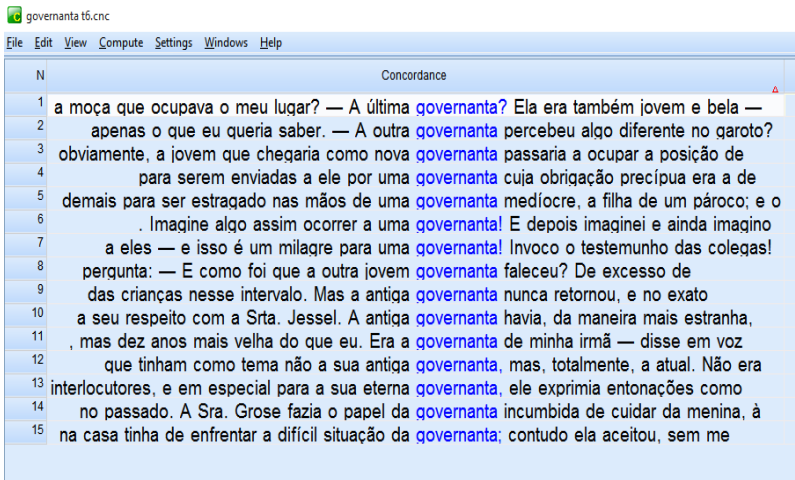 governanta t6.cnc
File Edit View Compute Settings Windows Help
N Concordance
1 a moça que ocupava o meu lugar? — A última governanta? Ela era também jovem e bela —
2 apenas o que eu queria saber. — A outra governanta percebeu algo diferente no garoto?
3 obviamente, a jovem que chegaria como nova governanta passaria a ocupar a posição de
4 para serem enviadas a ele por uma governanta cuja obrigação precípua era a de
5 demais para ser estragado nas mãos de uma governanta medíocre, a filha de um pároco; e o
6 . Imagine algo assim ocorrer a uma governanta! E depois imaginei e ainda imagino
7 a eles — e isso é um milagre para uma governanta! Invoco o testemunho das colegas!
8 pergunta: — E como foi que a outra jovem governanta faleceu? De excesso de
9 das crianças nesse intervalo. Mas a antiga governanta nunca retornou, e no exato
10 a seu respeito com a Srta. Jessel. A antiga governanta havia, da maneira mais estranha,
11 , mas dez anos mais velha do que eu. Era a governanta de minha irmã — disse em voz
12 que tinham como tema não a sua antiga governanta, mas, totalmente, a atual. Não era
13 interlocutores, e em especial para a sua eterna governanta, ele exprimia entonações como
14 no passado. A Sra. Grose fazia o papel da governanta incumbida de cuidar da menina, à
15 na casa tinha de enfrentar a difícil situação da governanta; contudo ela aceitou, sem me